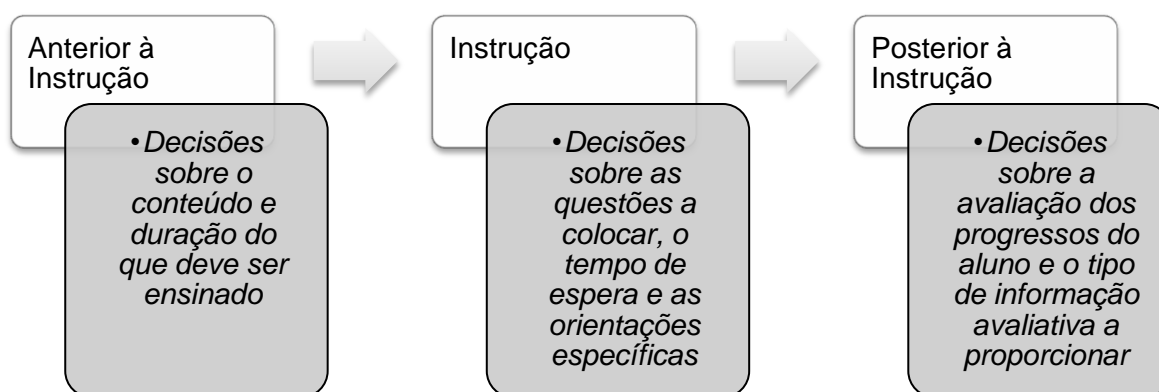 Anterior à
Instrução
•Decisões
sobre o
conteúdo e
duração do
que deve ser
ensinado
Instrução
•Decisões
sobre as
questões a
colocar, o
tempo de
espera e as
orientações
específicas
Posterior à
Instrução
•Decisões
sobre a
avaliação dos
progressos do
aluno e o tipo
de informação
avaliativa a
proporcionar